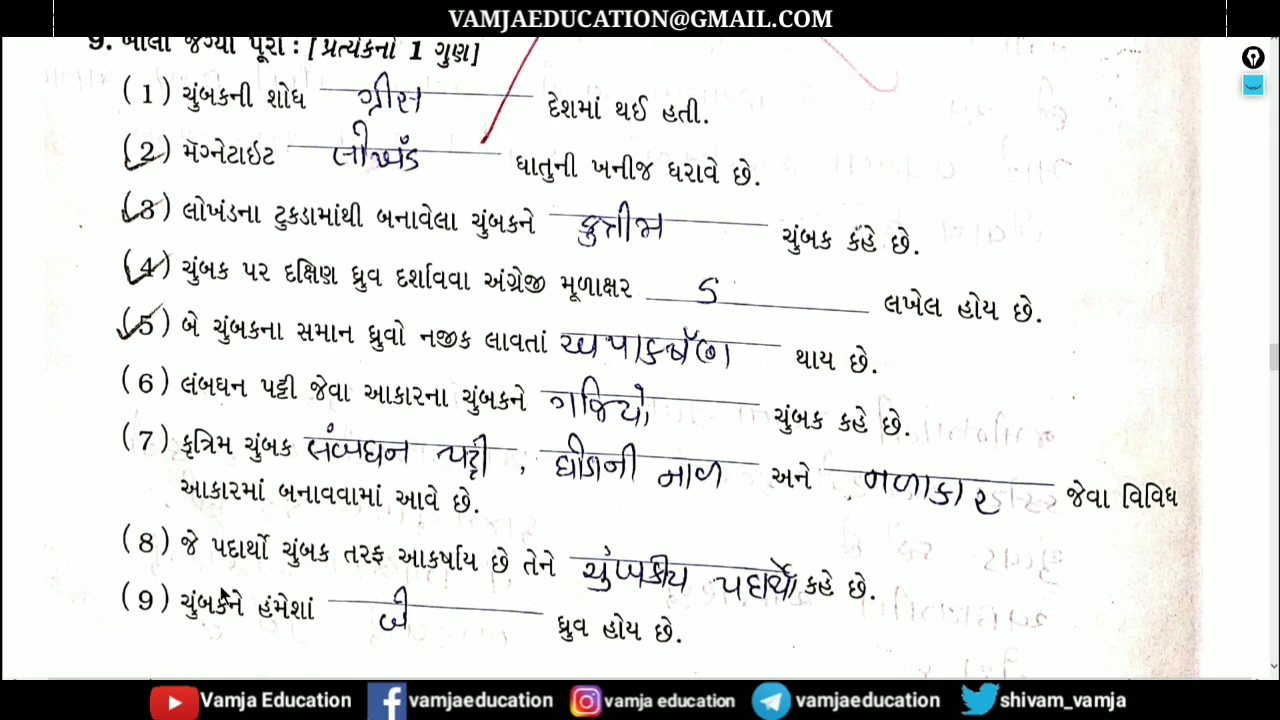 VAMJAEDUCATION@GMAIL.COM
9. ખાલી જગ્યા પૂરો : [પ્રત્યેકનો 1 ગુણ]
(1) ચુંબકની શોધ ગ્રીસ દેશમાં થઈ હતી.
(2) મૅગ્નેટાઇટ લોખંડ ધાતુની ખનીજ ધરાવે છે.
(3) લોખંડના ટુકડામાંથી બનાવેલા ચુંબકને કુત્રીમ ચુંબક કહે છે.
(4) ચુંબક પર દક્ષિણ ધ્રુવ દર્શાવવા અંગ્રેજી મૂળાક્ષર S લખેલ હોય છે.
(5) બે ચુંબકના સમાન ધ્રુવો નજીક લાવતાં અપાકર્ષણ થાય છે.
(6) લંબઘન પટ્ટી જેવા આકારના ચુંબકને ગજિયો ચુંબક કહે છે.
(7) કૃત્રિમ ચુંબક લંબઘન પટ્ટી , ઘોડાની નાળ અને નળાકાર જેવા વિવિધ
આકારમાં બનાવવામાં આવે છે.
(8) જે પદાર્થો ચુંબક તરફ આકર્ષાય છે તેને ચુંબકીય પદાર્થો કહે છે.
(9) ચુંબકને હંમેશાં બે ધ્રુવ હોય છે.
Vamja Education vamjaeducation vamja education vamjaeducation shivam_vamja